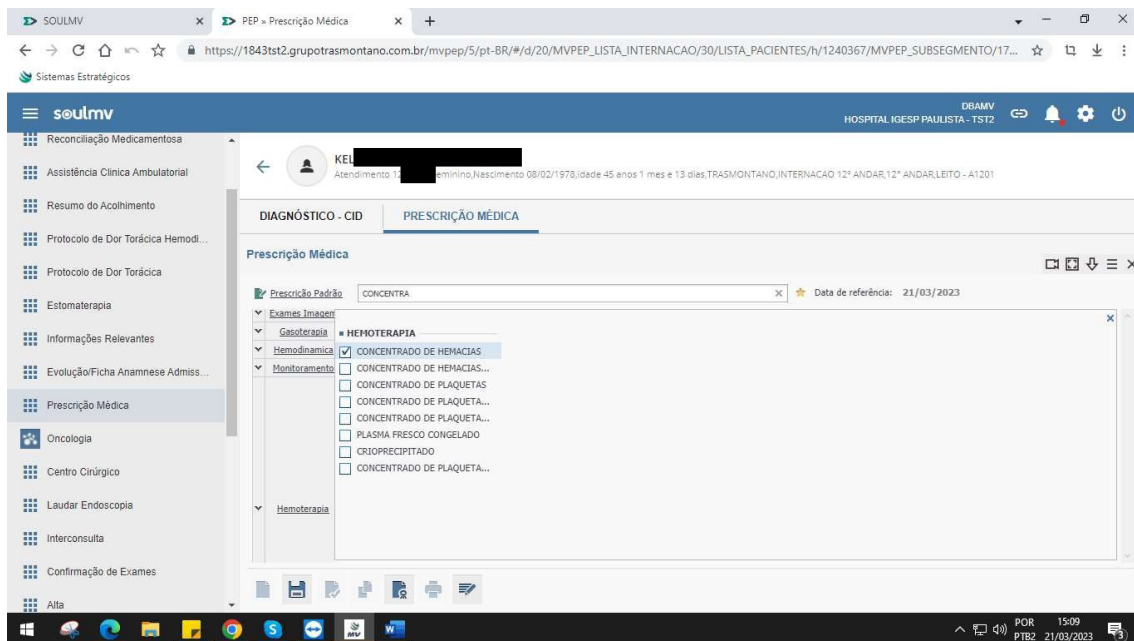 SOULMV
PEP » Prescrição Médica
https://1843tst2.grupotrasmontano.com.br/mvpep/5/pt-BR/#/d/20/MVPEP_LISTA_INTERNACAO/30/LISTA_PACIENTES/h/1240367/MVPEP_SUBSEGMENTO/17...
Sistemas Estratégicos
soulmv
DBAMV
HOSPITAL IGESP PAULISTA - TST2
Reconciliação Medicamentosa
Assistência Clinica Ambulatorial
Resumo do Acolhimento
Protocolo de Dor Torácica Hemodi...
Protocolo de Dor Torácica
Estomaterapia
Informações Relevantes
Evolução/Ficha Anamnese Admiss...
Prescrição Médica
Oncologia
Centro Cirúrgico
Laudar Endoscopia
Interconsulta
Confirmação de Exames
Alta
KEL
Atendimento 12 eminino,Nascimento 08/02/1978,idade 45 anos 1 mes e 13 dias,TRASMONTANO,INTERNACAO 12º ANDAR,12° ANDAR,LEITO - A1201
DIAGNÓSTICO - CID PRESCRIÇÃO MÉDICA
Prescrição Médica
Prescrição Padrão CONCENTRA Data de referência: 21/03/2023
Exames Imagen
Gasoterapia
Hemodinamica
Monitoramento
Hemoterapia
HEMOTERAPIA
CONCENTRADO DE HEMACIAS
CONCENTRADO DE HEMACIAS...
CONCENTRADO DE PLAQUETAS
CONCENTRADO DE PLAQUETA...
CONCENTRADO DE PLAQUETA...
PLASMA FRESCO CONGELADO
CRIOPRECIPITADO
CONCENTRADO DE PLAQUETA...
MV
POR 15:09
PTB2 21/03/2023
3